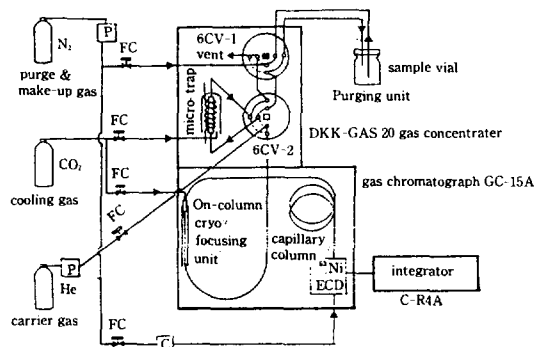 N₂
P
FC
purge &
make-up gas
6CV-1
vent
sample vial
Purging unit
micro-trap
FC
6CV-2
DKK-GAS 20 gas concentrater
CO₂
cooling gas
FC
gas chromatograph GC-15A
FC
On-column
cryo-
focusing
unit
capillary
column
⁶³Ni
ECD
integrator
C-R4A
P
He
carrier gas
FC
C